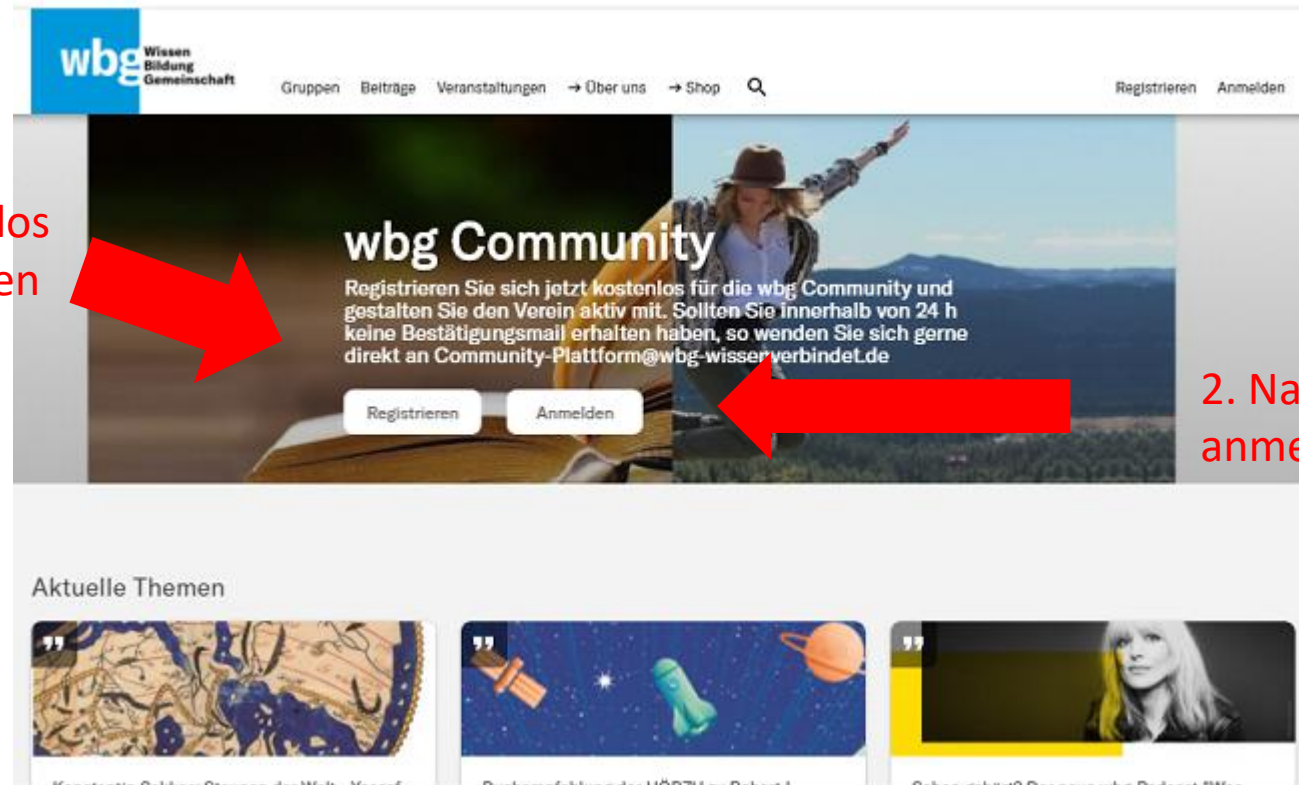 wbg Wissen
Bildung
Gemeinschaft
Gruppen Beiträge Veranstaltungen → Über uns → Shop
Registrieren Anmelden
wbg Community
Registrieren Sie sich jetzt kostenlos für die wbg Community und
gestalten Sie den Verein aktiv mit. Sollten Sie innerhalb von 24 h
keine Bestätigungsmail erhalten haben, so wenden Sie sich gerne
direkt an Community-Plattform@wbg-wissenverbindet.de
Registrieren Anmelden
los
en
2. Na
anme
Aktuelle Themen